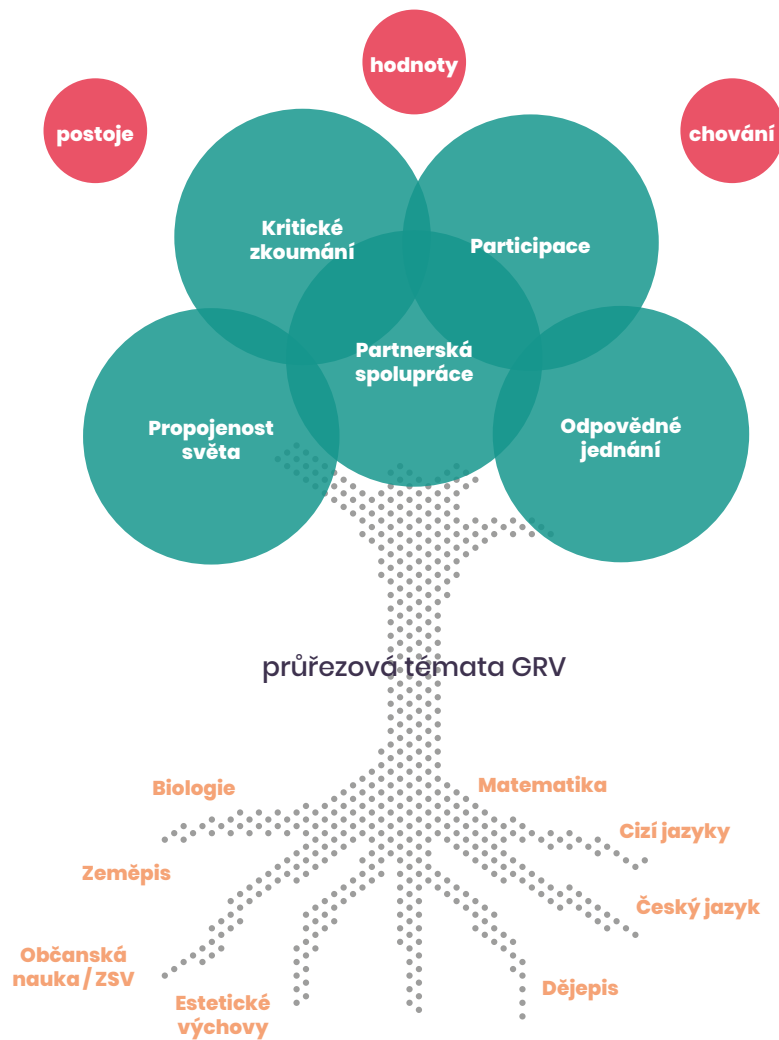 hodnoty
postoje
chování
Kritické
zkoumání
Participace
Partnerská
spolupráce
Propojenost
světa
Odpovědné
jednání
průřezová témata GRV
Biologie
Matematika
Cizí jazyky
Zeměpis
Český jazyk
Občanská
nauka / ZSV
Estetické
výchovy
Dějepis